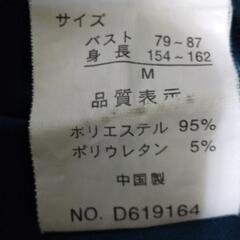 サイズ
バスト 79~87
身長 154~162
M
品質表示
ポリエステル 95%
ポリウレタン 5%
中国製
NO. D619164